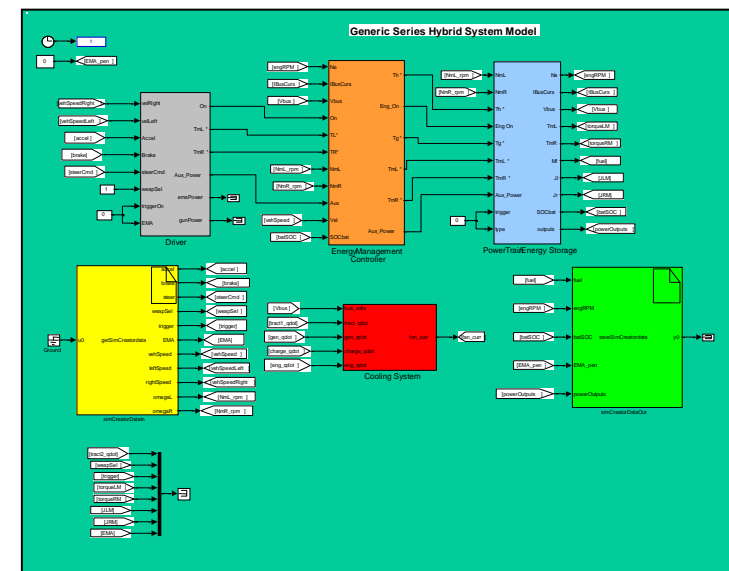 Generic Series Hybrid System Model
1
0
[EMA_pen ]
[vehSpeedRight]
[vehSpeedLeft]
[accel ]
[brake]
[steerCmd ]
1
0
velRight
velLeft
Accel
Brake
steerCmd
weapSel
triggerOn
EMA
On
TmL *
TmR *
Aux_Power
emaPower
gunPower
Driver
[engRPM ]
[IBusCurs ]
[Vbus ]
[NmL_rpm ]
[NmR_rpm ]
[vehSpeed ]
[batSOC ]
Ne
IBusCurs
Vbus
On
TL*
TR*
NmL
NmR
Aux
Vel
SOCbat
Th *
Eng_On
Tg *
TmL *
TmR *
Aux_Power
EnergyManagement
Controller
[NmL_rpm ]
[NmR_rpm ]
0
NmL
NmR
Th *
Eng On
Tg *
TmL *
TmR *
Aux_Power
trigger
type
Ne
IBusCurs
Vbus
TmL
TmR
Mf
Jl
Jr
SOCbat
outputs
[engRPM ]
[IBusCurs ]
[Vbus ]
[torqueLM ]
[torqueRM ]
[fuel]
[JLM]
[JRM]
[batSOC ]
[powerOutputs ]
PowerTrain
Energy Storage
Ground
u0
getSimCreatordata
accel
brake
steer
weapSel
trigger
EMA
vehSpeed
leftSpeed
rightSpeed
omegaL
omegaR
[accel ]
[brake]
[steerCmd ]
[weapSel ]
[trigger]
[EMA]
[vehSpeed ]
[vehSpeedLeft ]
[vehSpeedRight]
[NmL_rpm ]
[NmR_rpm ]
simCreatorDataIn
[Vbus ]
[tract1_qdot]
[gen_qdot ]
[charge_qdot ]
[eng_qdot ]
bus_volts
tract_qdot
gen_qdot
charge_qdot
eng_qdot
fan_curr
[fan_curr
Cooling System
[fuel]
[engRPM ]
[batSOC ]
[EMA_pen ]
[powerOutputs ]
fuel
engRPM
batSOC
EMA_pen
powerOutputs
saveSimCreatordata
y0
simCreatorDataOut
[tract2_qdot]
[weapSel ]
[trigger]
[torqueLM ]
[torqueRM ]
[JLM]
[JRM]
[EMA]